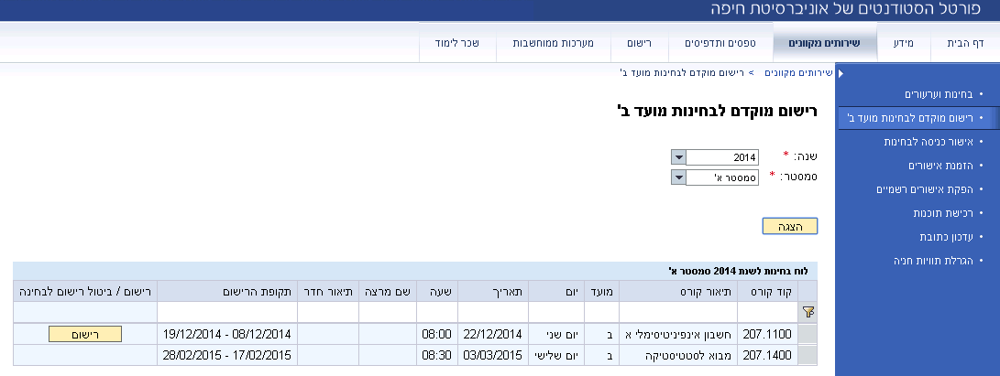 פורטל הסטודנטים של אוניברסיטת חיפה
דף הבית מידע שירותים מקוונים טפסים ותדפיסים רישום מערכות ממוחשבות שכר לימוד
שירותים מקוונים > רישום מוקדם לבחינות מועד ב'
• בחינות וערעורים
• רישום מוקדם לבחינות מועד ב'
• אישור כניסה לבחינות
• הזמנת אישורים
• הפקת אישורים רשמיים
• רכישת תוכנות
• עדכון כתובת
• הגרלת תוויות חניה
רישום מוקדם לבחינות מועד ב'
שנה: * 2014
סמסטר: * סמסטר א'
הצגה
לוח בחינות לשנת 2014 סמסטר א'
קוד קורס תיאור קורס מועד יום תאריך שעה שם מרצה תיאור חדר תקופת הרישום רישום / ביטול רישום לבחינה
207.1100 חשבון אינפיניטיסימלי א ב יום שני 22/12/2014 08:00 08/12/2014 - 19/12/2014 רישום
207.1400 מבוא לסטטיסטיקה ב יום שלישי 03/03/2015 08:30 17/02/2015 - 28/02/2015